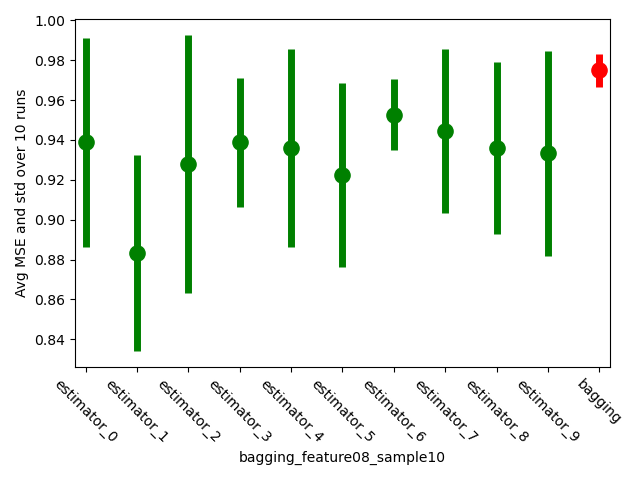 1.00
0.98
0.96
0.94
0.92
0.90
0.88
0.86
0.84
Avg MSE and std over 10 runs
estimator_0
estimator_1
estimator_2
estimator_3
estimator_4
estimator_5
estimator_6
estimator_7
estimator_8
estimator_9
bagging
bagging_feature08_sample10